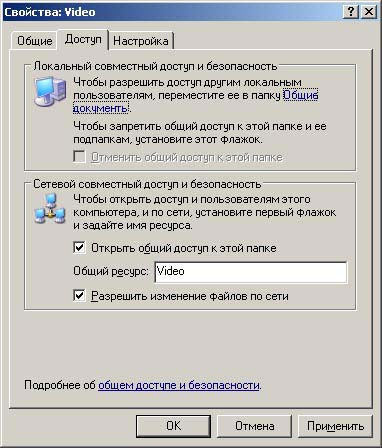 Свойства: Video
Общие Доступ Настройка
Локальный совместный доступ и безопасность
Чтобы разрешить доступ другим локальным
пользователям, переместите ее в папку Общие
документы.
Чтобы запретить общий доступ к этой папке и ее
подпапкам, установите этот флажок.
Отменить общий доступ к этой папке
Сетевой совместный доступ и безопасность
Чтобы открыть доступ и пользователям этого
компьютера, и по сети, установите первый флажок
и задайте имя ресурса.
Открыть общий доступ к этой папке
Общий ресурс: Video
Разрешить изменение файлов по сети
Подробнее об общем доступе и безопасности.
OK Отмена Применить